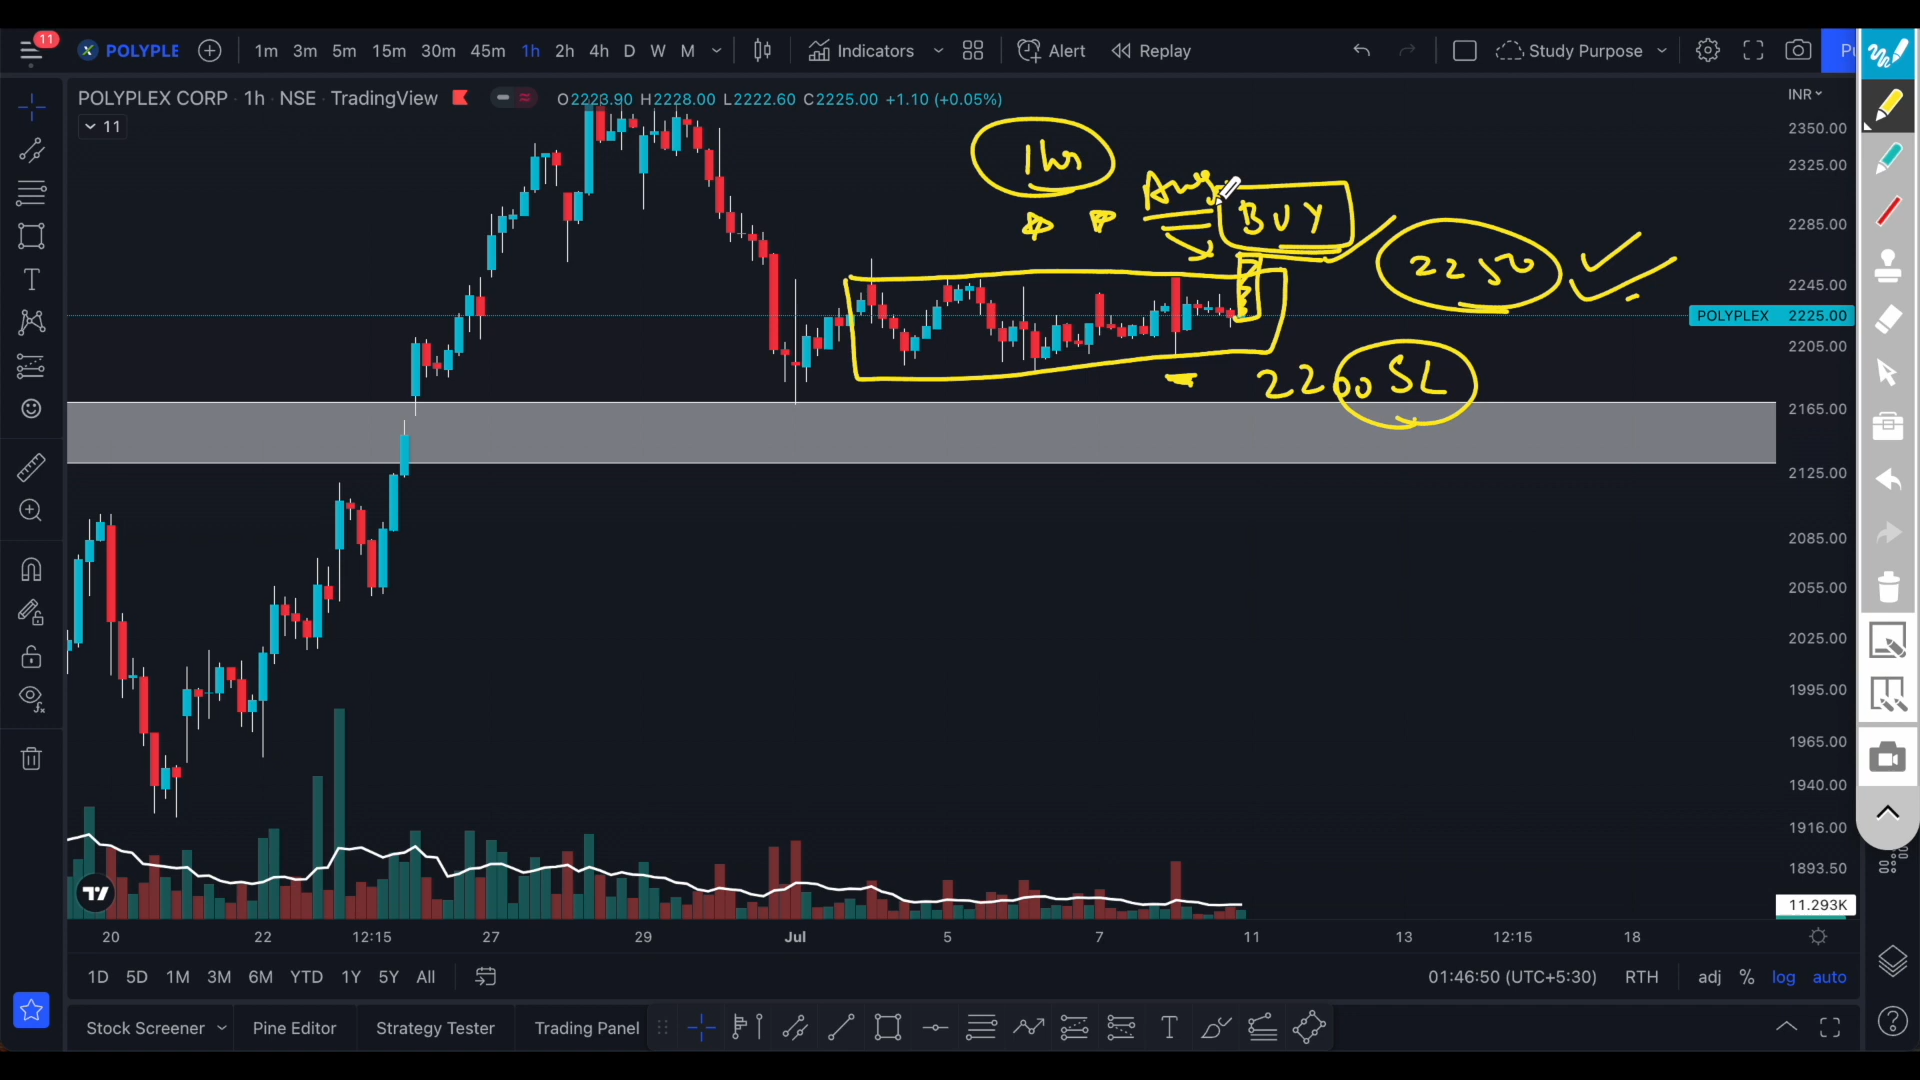 11
POLYPLE
1m 3m 5m 15m 30m 45m 1h 2h 4h D W M
Indicators
Alert
Replay
Study Purpose
POLYPLEX CORP · 1h · NSE · TradingView
O2223.90 H2228.00 L2222.60 C2225.00 +1.10 (+0.05%)
INR
11
2350.00
2325.00
2285.00
2245.00
POLYPLEX 2225.00
2205.00
2165.00
2125.00
2085.00
2055.00
2025.00
1995.00
1965.00
1940.00
1916.00
1893.50
11.293K
1hr
BUY
2250
2200 SL
20 22 12:15 27 29 Jul 5 7 11 13 12:15 18
1D 5D 1M 3M 6M YTD 1Y 5Y All
01:46:50 (UTC+5:30) RTH adj % log auto
Stock Screener Pine Editor Strategy Tester Trading Panel